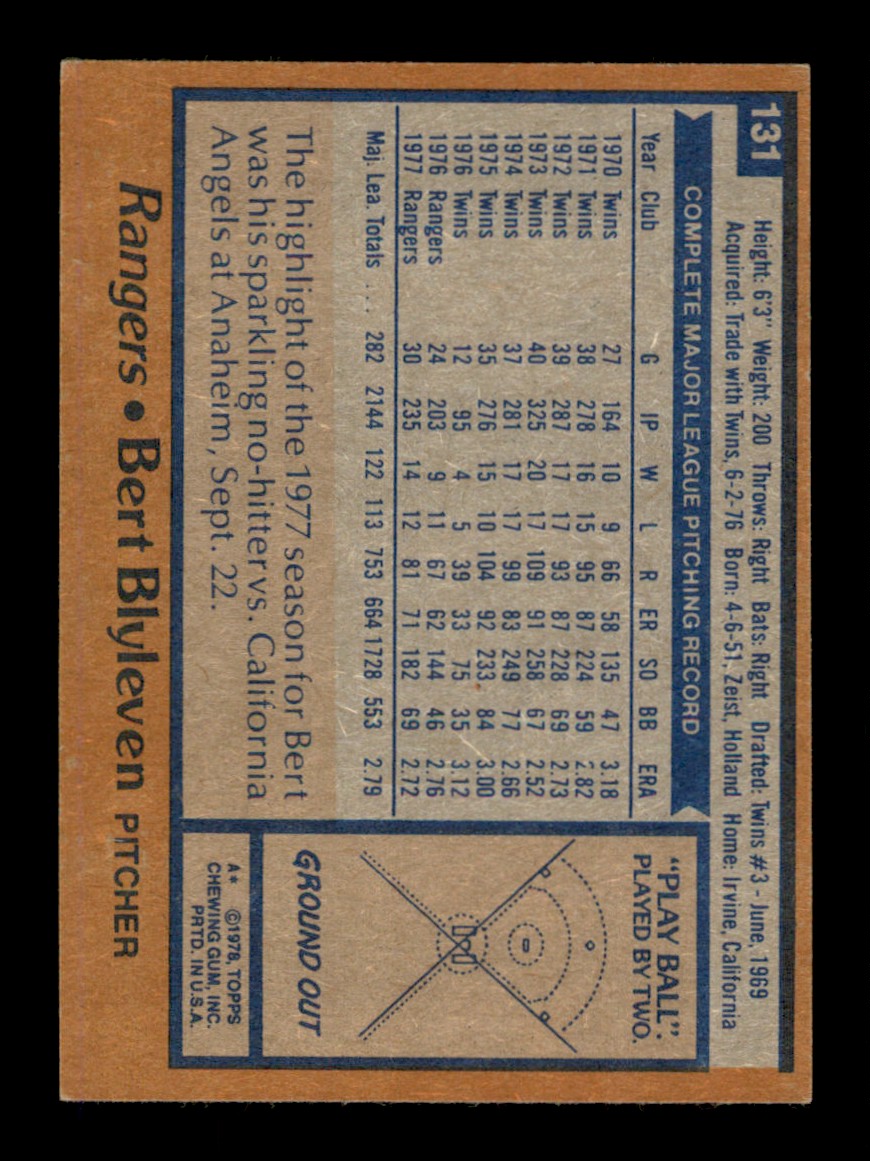 131
Height: 6'3" Weight: 200 Throws: Right Bats: Right Drafted: Twins #3 - June, 1969
Acquired: Trade with Twins, 6-2-76 Born: 4-6-51, Zeist, Holland Home: Irvine, California
COMPLETE MAJOR LEAGUE PITCHING RECORD
Year Club G IP W L R ER SO BB ERA
1970 Twins 27 164 10 9 66 58 135 47 3.18
1971 Twins 38 278 16 15 95 87 224 59 2.82
1972 Twins 39 287 17 17 93 87 228 69 2.73
1973 Twins 40 325 20 17 109 91 258 67 2.52
1974 Twins 37 281 17 17 99 83 249 77 2.66
1975 Twins 35 276 15 10 104 92 233 84 3.00
1976 Twins 12 95 4 5 39 33 75 35 3.12
1976 Rangers 24 203 9 11 67 62 144 46 2.76
1977 Rangers 30 235 14 12 81 71 182 69 2.72
Maj. Lea. Totals ... 282 2144 122 113 753 664 1728 553 2.79
The highlight of the 1977 season for Bert
was his sparkling no-hitter vs. California
Angels at Anaheim, Sept. 22.
"PLAY BALL":
PLAYED BY TWO.
GROUND OUT
A* ©1978, TOPPS
CHEWING GUM, INC.
PRTD. IN U.S.A.
Rangers • Bert Blyleven PITCHER